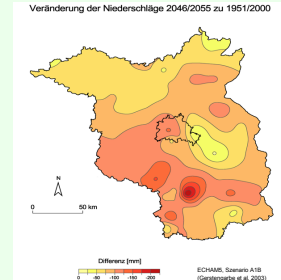 Veränderung der Niederschläge 2046/2055 zu 1951/2000
N
0 50 km
Differenz [mm]
0 -50 -100 -150 -200
ECHAM5, Szenario A1B
(Gerstengarbe et al. 2003)